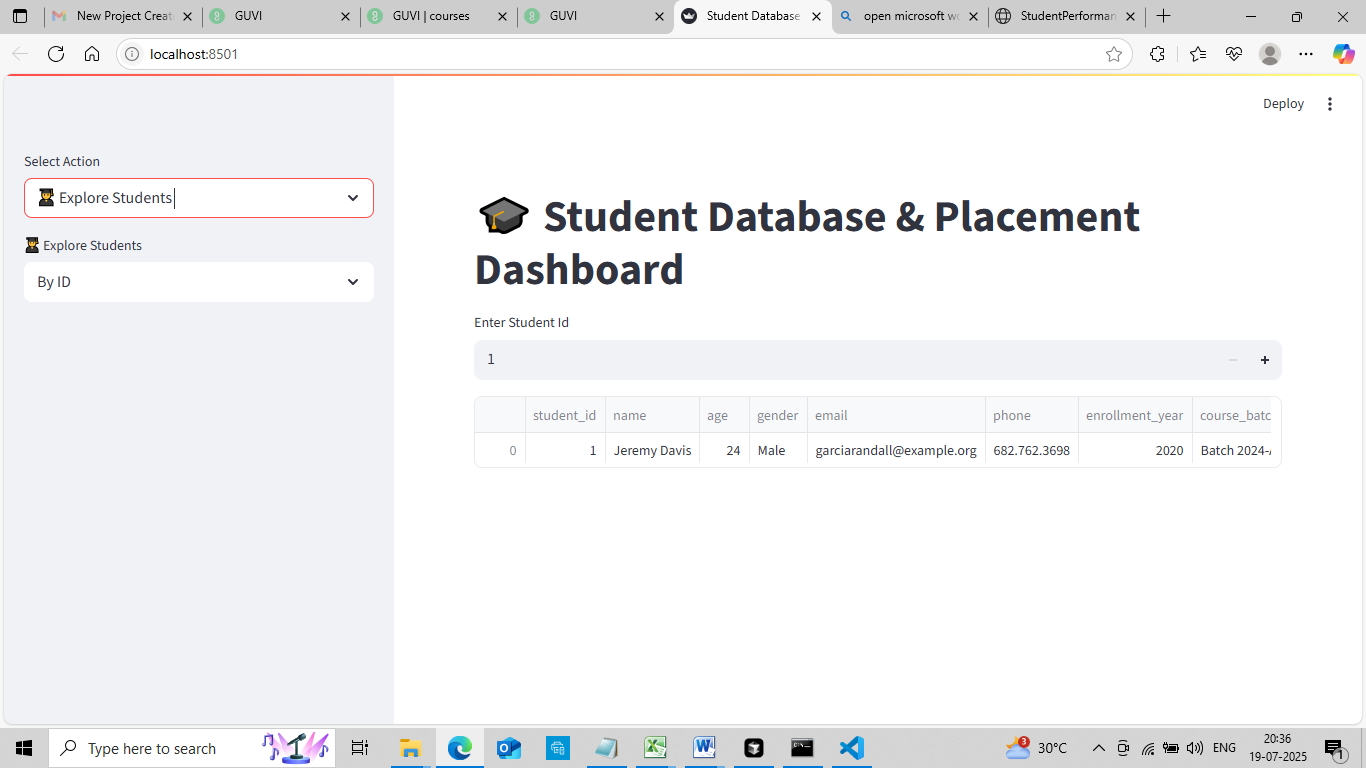 New Project Creat
GUVI
GUVI | courses
GUVI
Student Database
open microsoft wo
StudentPerforman
localhost:8501
Deploy
Select Action
👨‍🎓 Explore Students
👨‍🎓 Explore Students
By ID
🎓 Student Database & Placement
Dashboard
Enter Student Id
1
student_id name age gender email phone enrollment_year course_batc
0 1 Jeremy Davis 24 Male garciarandall@example.org 682.762.3698 2020 Batch 2024-A
Type here to search
3
30°C
ENG
20:36
19-07-2025
1